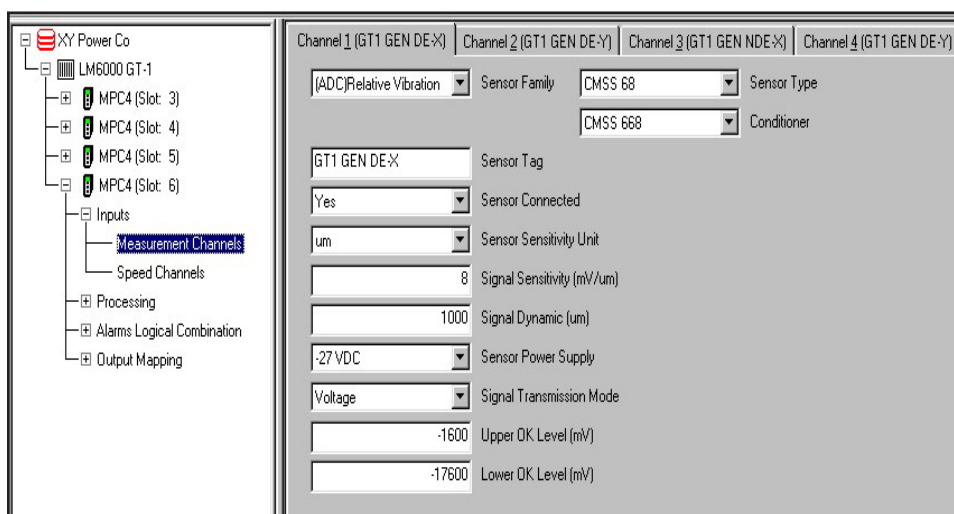 XY Power Co
LM6000 GT-1
MPC4 (Slot: 3)
MPC4 (Slot: 4)
MPC4 (Slot: 5)
MPC4 (Slot: 6)
Inputs
Measurement Channels
Speed Channels
Processing
Alarms Logical Combination
Output Mapping
Channel 1 (GT1 GEN DE-X) Channel 2 (GT1 GEN DE-Y) Channel 3 (GT1 GEN NDE-X) Channel 4 (GT1 GEN DE-Y)
(ADC)Relative Vibration Sensor Family CMSS 68 Sensor Type
CMSS 668 Conditioner
GT1 GEN DE-X Sensor Tag
Yes Sensor Connected
um Sensor Sensitivity Unit
8 Signal Sensitivity (mV/um)
1000 Signal Dynamic (um)
-27 VDC Sensor Power Supply
Voltage Signal Transmission Mode
-1600 Upper OK Level (mV)
-17600 Lower OK Level (mV)